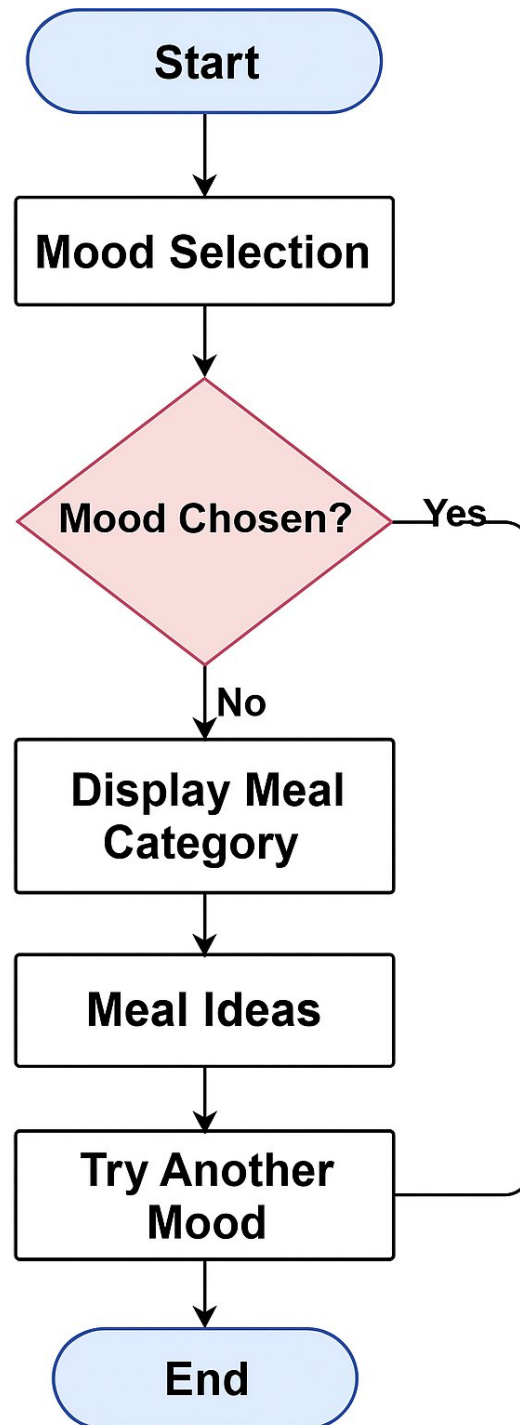 Start
Mood Selection
Mood Chosen?
Yes
No
Display Meal
Category
Meal Ideas
Try Another
Mood
End